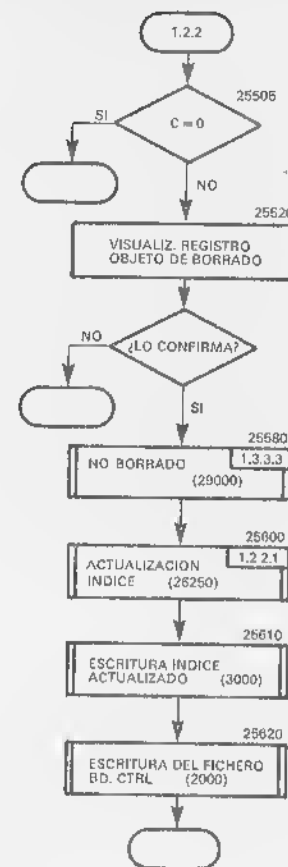 1.2.2
25505
SI
C = 0
NO
25520
VISUALIZ. REGISTRO
OBJETO DE BORRADO
NO
¿LO CONFIRMA?
SI
25580
NO BORRADO
1.3.3.3
(29000)
25600
ACTUALIZACION
1.2.2.1
INDICE (26250)
25610
ESCRITURA INDICE
ACTUALIZADO (3000)
25620
ESCRITURA DEL FICHERO
BD. CTRL (2000)